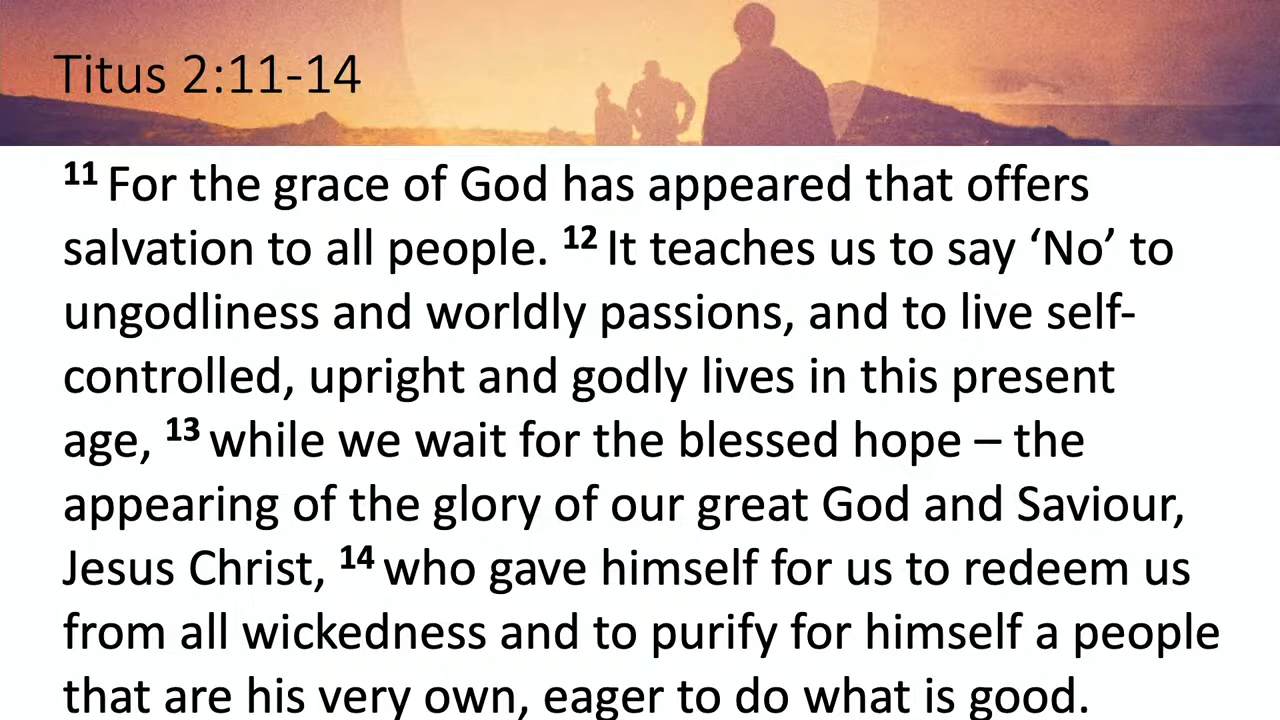 Titus 2:11-14
11 For the grace of God has appeared that offers
salvation to all people. 12 It teaches us to say ‘No’ to
ungodliness and worldly passions, and to live self-
controlled, upright and godly lives in this present
age, 13 while we wait for the blessed hope – the
appearing of the glory of our great God and Saviour,
Jesus Christ, 14 who gave himself for us to redeem us
from all wickedness and to purify for himself a people
that are his very own, eager to do what is good.